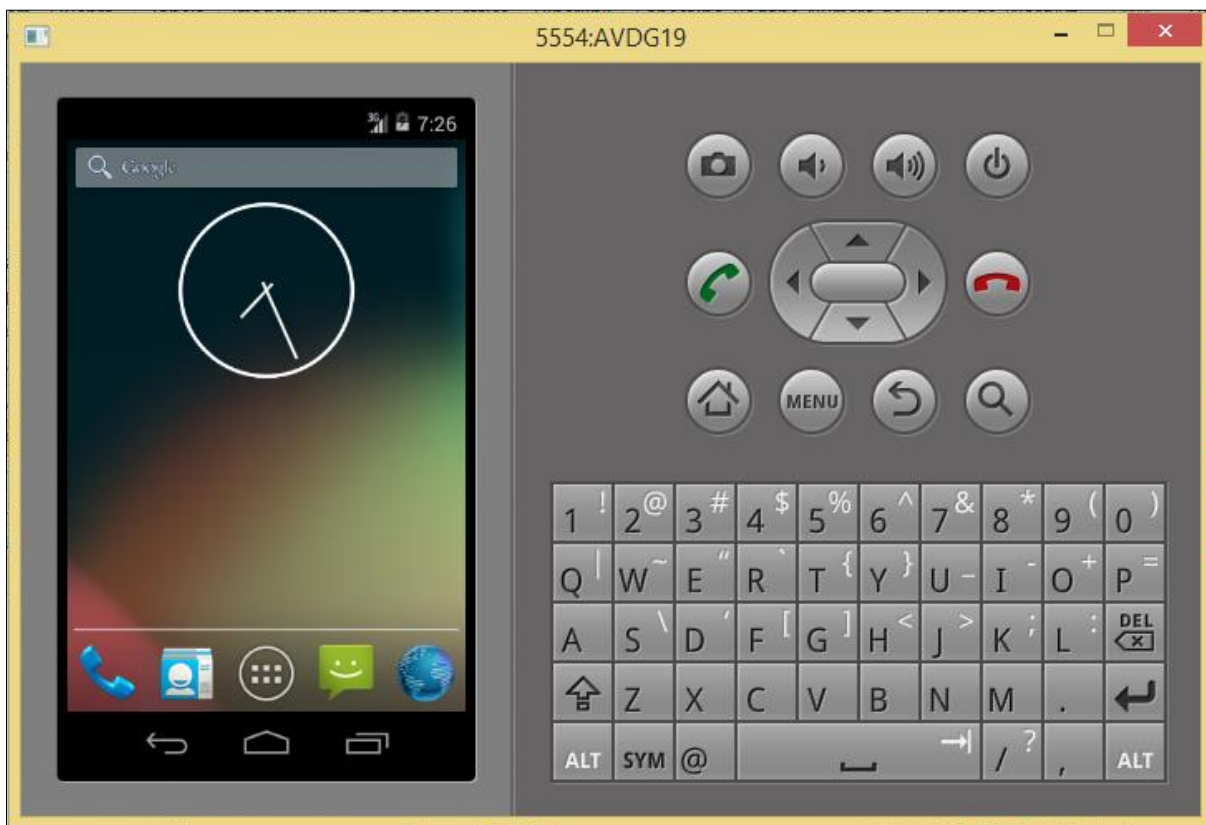 5554:AVDG19
3G 7:26
Google
MENU
1 ! 2 @ 3 # 4 $ 5 % 6 ^ 7 & 8 * 9 ( 0 )
Q | W ~ E “ R ` T { Y } U _ I - O + P =
A S \ D ‘ F [ G ] H < J > K ; L : DEL
Z X C V B N M .
ALT SYM @ / ? , ALT